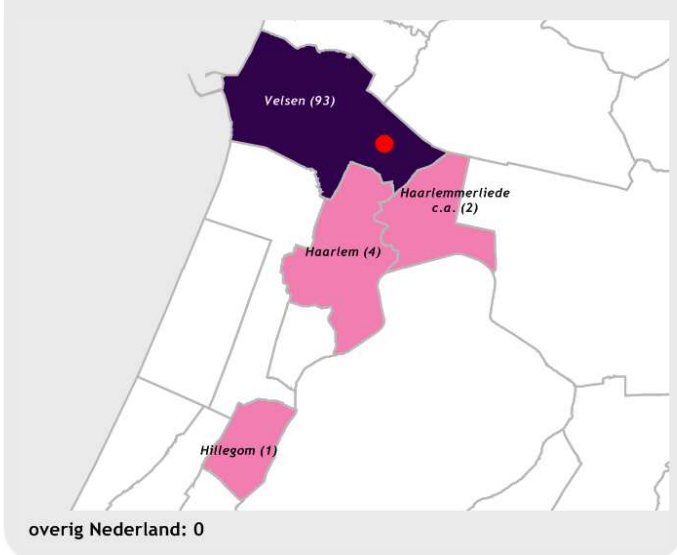 Velsen (93)
Haarlemmerliede
c.a. (2)
Haarlem (4)
Hillegom (1)
overig Nederland: 0